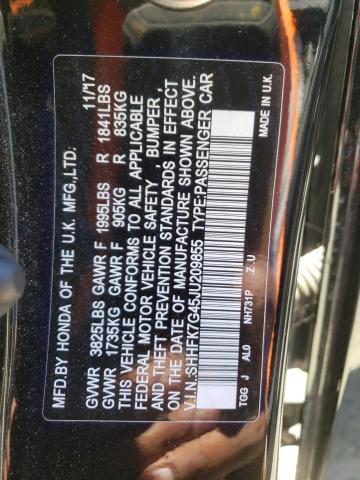 MFD.BY HONDA OF THE U.K. MFG.,LTD. 11/17
GVWR 3825LBS GAWR F 1995LBS R 1841LBS
GVWR 1735KG GAWR F 905KG R 835KG
THIS VEHICLE CONFORMS TO ALL APPLICABLE
FEDERAL MOTOR VEHICLE SAFETY , BUMPER ,
AND THEFT PREVENTION STANDARDS IN EFFECT
ON THE DATE OF MANUFACTURE SHOWN ABOVE.
V.I.N.SHHFK7G45JU209855 TYPE:PASSENGER CAR
TGG J AL0 NH731P Z .U MADE IN U.K.